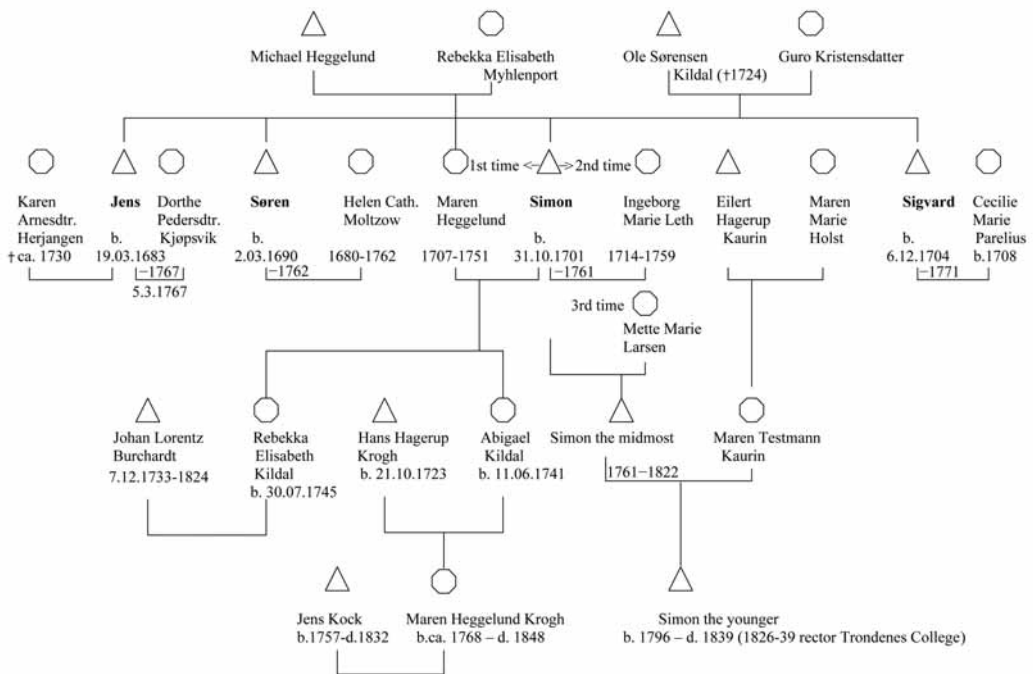 Michael Heggelund
Rebekka Elisabeth
Myhlenport
Ole Sørensen
Kildal (†1724)
Guro Kristensdatter
1st time <– –> 2nd time
Karen
Arnesdtr.
Herjangen
† ca. 1730
Jens
b.
19.03.1683
–1767
5.3.1767
Dorthe
Pedersdtr.
Kjøpsvik
Søren
b.
2.03.1690
–1762
Helen Cath.
Moltzow
1680-1762
Maren
Heggelund
1707-1751
Simon
b.
31.10.1701
–1761
Ingeborg
Marie Leth
1714-1759
Eilert
Hagerup
Kaurin
Maren
Marie
Holst
Sigvard
b.
6.12.1704
–1771
Cecilie
Marie
Parelius
b.1708
3rd time
Mette Marie
Larsen
Johan Lorentz
Burchardt
7.12.1733-1824
Rebekka
Elisabeth
Kildal
b. 30.07.1745
Hans Hagerup
Krogh
b. 21.10.1723
Abigael
Kildal
b. 11.06.1741
Simon the midmost
1761–1822
Maren Testmann
Kaurin
Jens Kock
b.1757-d.1832
Maren Heggelund Krogh
b.ca. 1768 – d. 1848
Simon the younger
b. 1796 – d. 1839 (1826-39 rector Trondenes College)